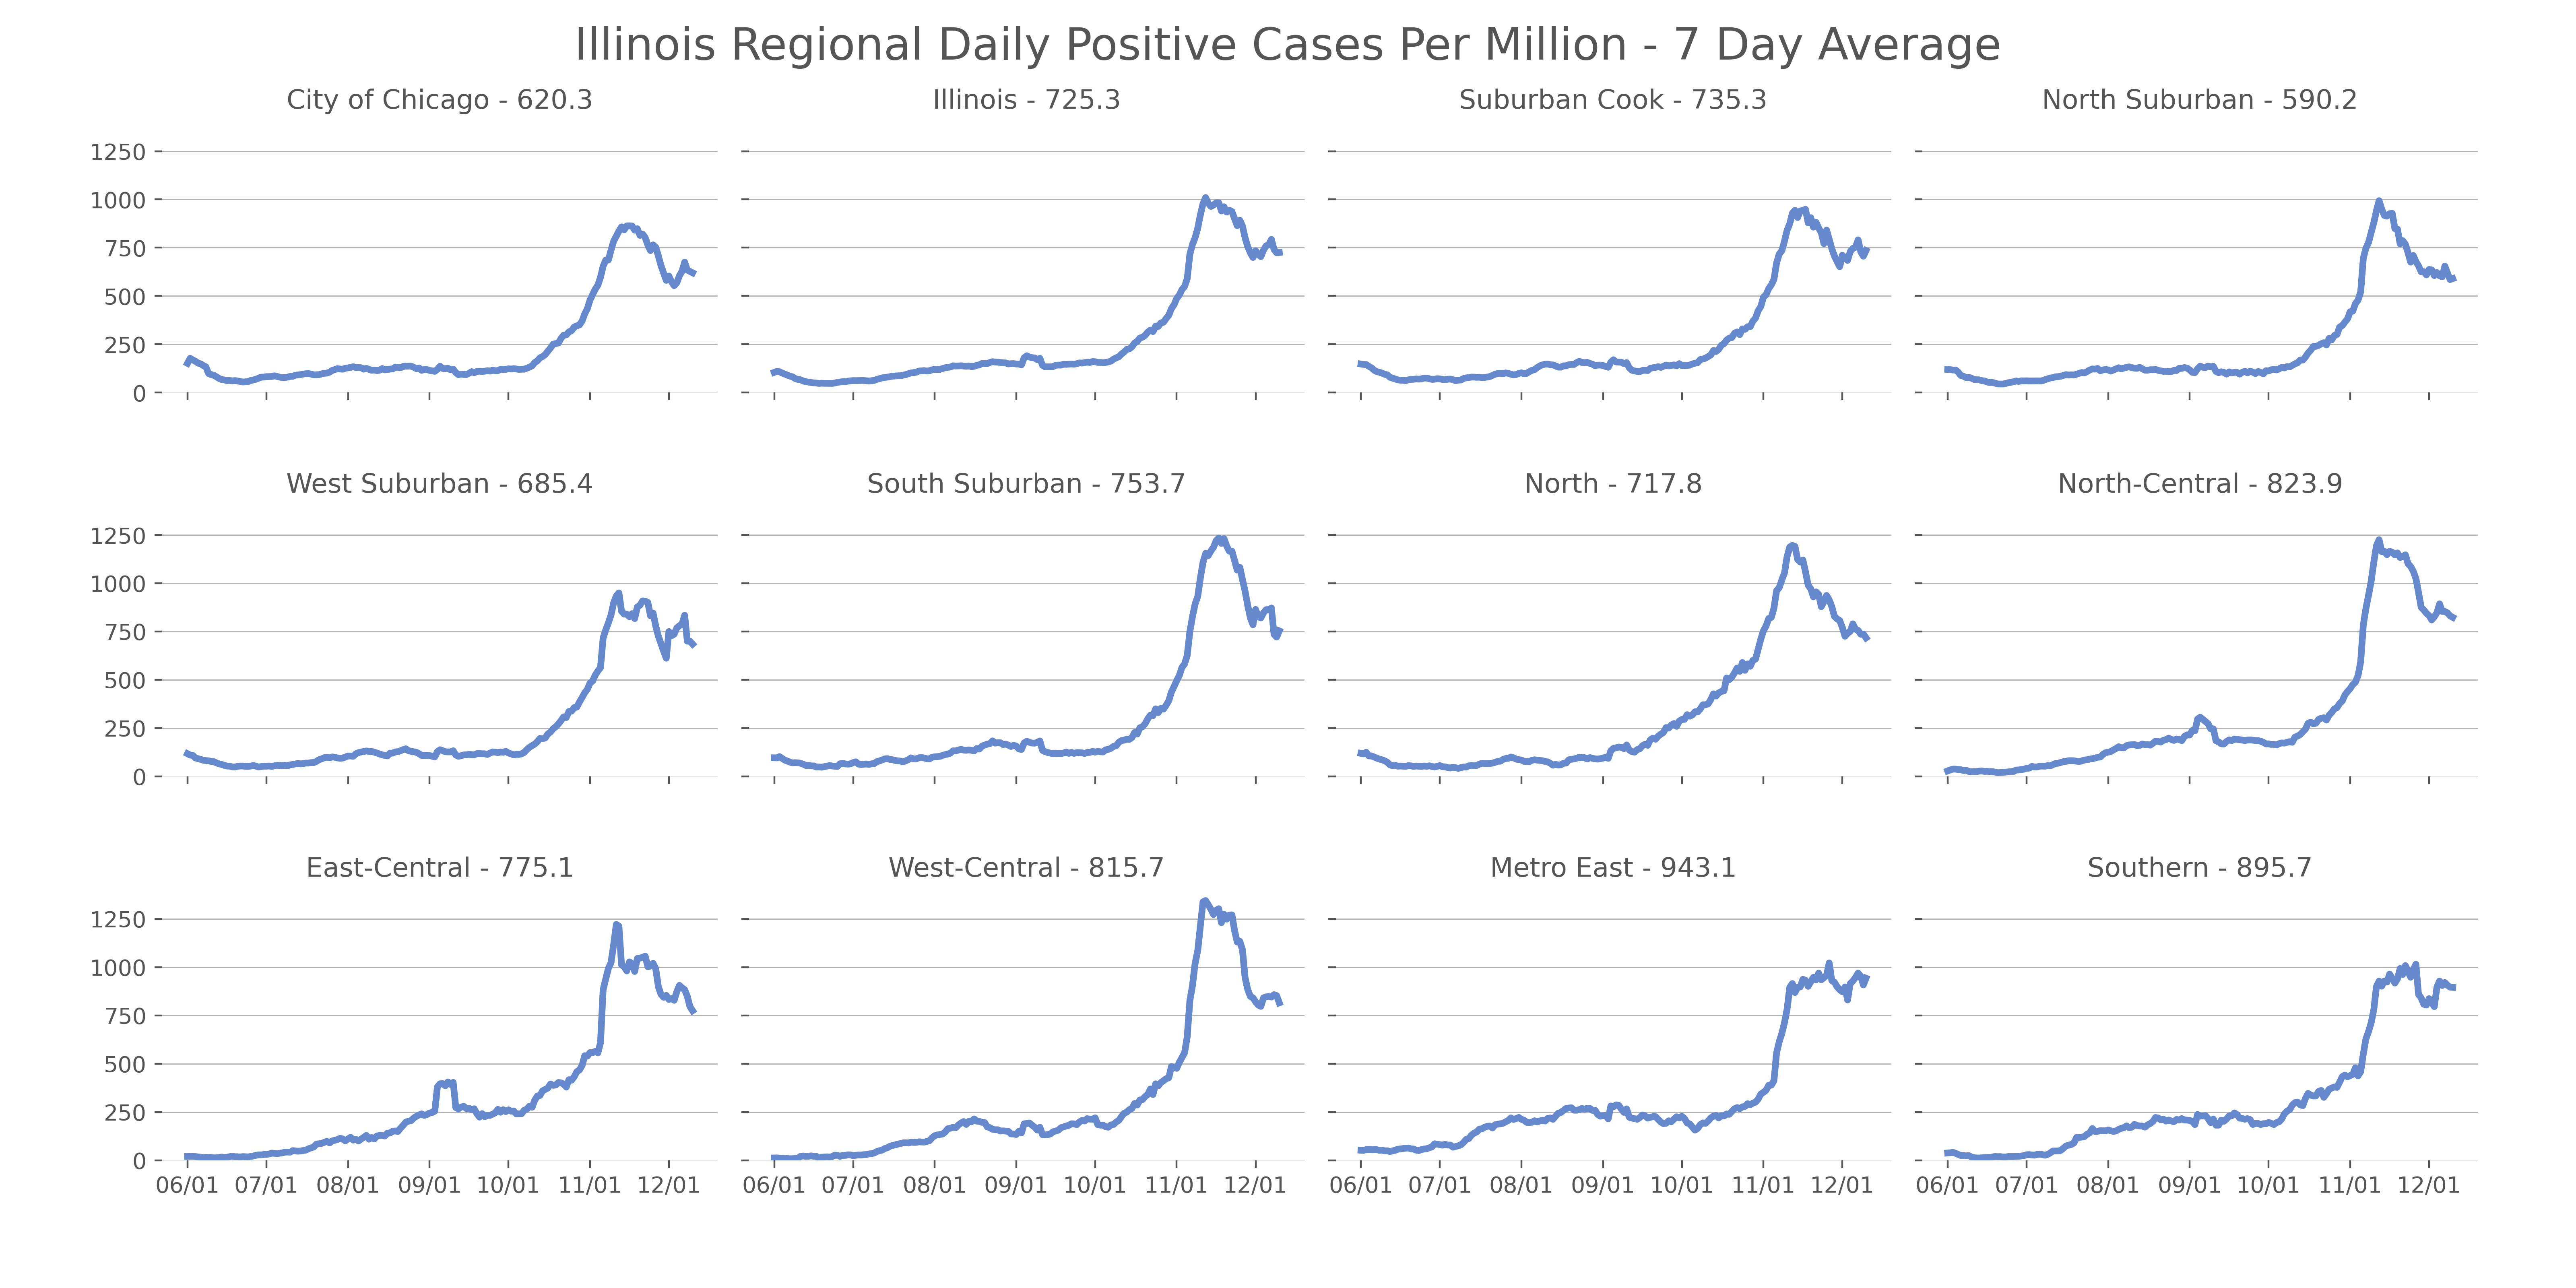 Illinois Regional Daily Positive Cases Per Million - 7 Day Average
City of Chicago - 620.3
Illinois - 725.3
Suburban Cook - 735.3
North Suburban - 590.2
1250
1000
750
500
250
0
West Suburban - 685.4
South Suburban - 753.7
North - 717.8
North-Central - 823.9
1250
1000
750
500
250
0
East-Central - 775.1
West-Central - 815.7
Metro East - 943.1
Southern - 895.7
1250
1000
750
500
250
0
06/01 07/01 08/01 09/01 10/01 11/01 12/01
06/01 07/01 08/01 09/01 10/01 11/01 12/01
06/01 07/01 08/01 09/01 10/01 11/01 12/01
06/01 07/01 08/01 09/01 10/01 11/01 12/01